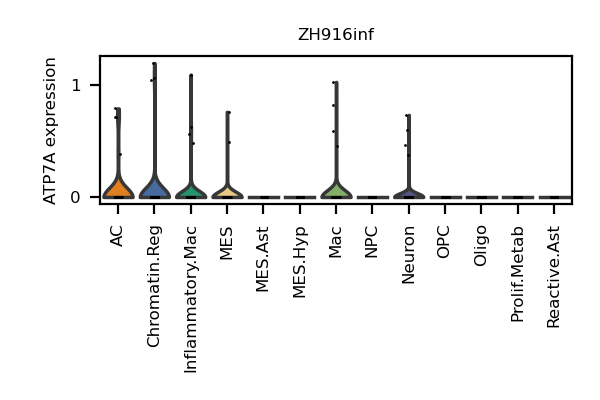 ZH916inf
ATP7A expression
1
0
AC
Chromatin.Reg
Inflammatory.Mac
MES
MES.Ast
MES.Hyp
Mac
NPC
Neuron
OPC
Oligo
Prolif.Metab
Reactive.Ast